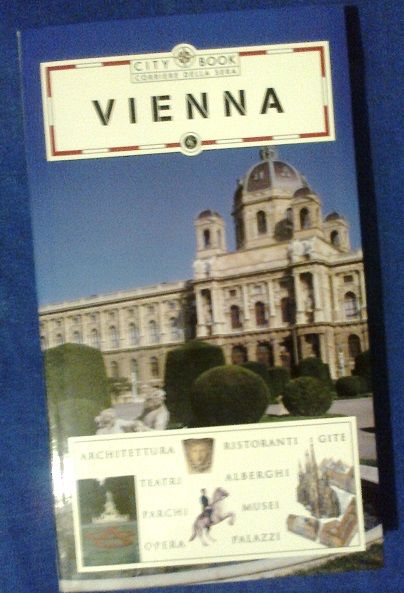 CITY BOOK
CORRIERE DELLA SERA
VIENNA
ARCHITETTURA RISTORANTI GITE
TEATRI ALBERGHI
PARCHI MUSEI
OPERA PALAZZI